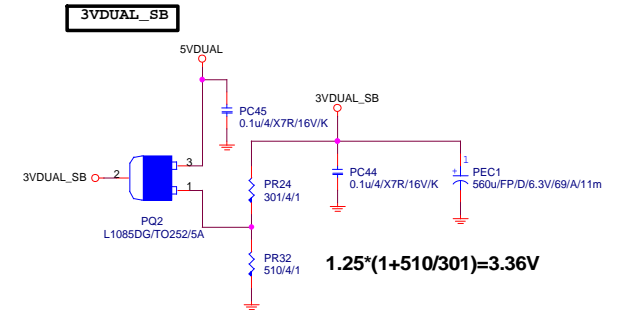 3VDUAL_SB
5VDUAL
PC45
0.1u/4/X7R/16V/K
3VDUAL_SB
3
3VDUAL_SB
2
1
PQ2
L1085DG/TO252/5A
PR24
301/4/1
PC44
0.1u/4/X7R/16V/K
1
+
PEC1
560u/FP/D/6.3V/69/A/11m
PR32
510/4/1
1.25*(1+510/301)=3.36V